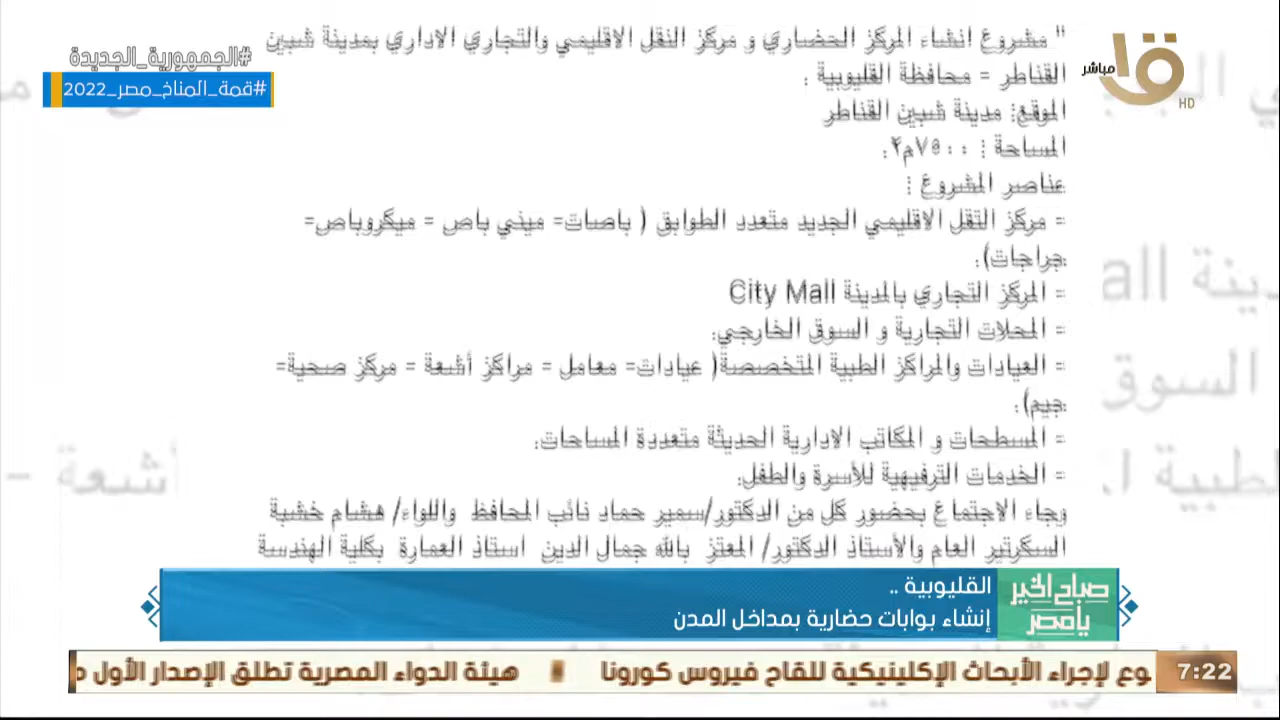 #الجمهورية_الجديدة
#قمة_المناخ_مصر_2022
مباشر
HD
" مشروع انشاء المركز الحضاري و مركز النقل الاقليمي والتجاري الاداري بمدينة شبين
القناطر = محافظة القليوبية :
الموقع: مدينة شبين القناطر
المساحة : ٧٥٠٠م٢.
عناصر المشروع :
= مركز النقل الاقليمي الجديد متعدد الطوابق ( باصات= ميني باص = ميكروباص=
جراجات).
= المركز التجاري بالمدينة City Mall
= المحلات التجارية و السوق الخارجي.
= العيادات والمراكز الطبية المتخصصة( عيادات= معامل = مراكز أشعة = مركز صحية=
جيم).
= المسطحات و المكاتب الادارية الحديثة متعددة المساحات.
= الخدمات الترفيهية للأسرة والطفل.
وجاء الاجتماع بحضور كل من الدكتور/سمير حماد نائب المحافظ واللواء/ هشام خشبة
السكرتير العام والأستاذ الدكتور/ المعتز بالله جمال الدين استاذ العمارة بكلية الهندسة
صباح الخير
يا مصر
القليوبية ..
إنشاء بوابات حضارية بمداخل المدن
7:22
وع لإجراء الأبحاث الإكلينيكية للقاح فيروس كورونا
هيئة الدواء المصرية تطلق الإصدار الأول